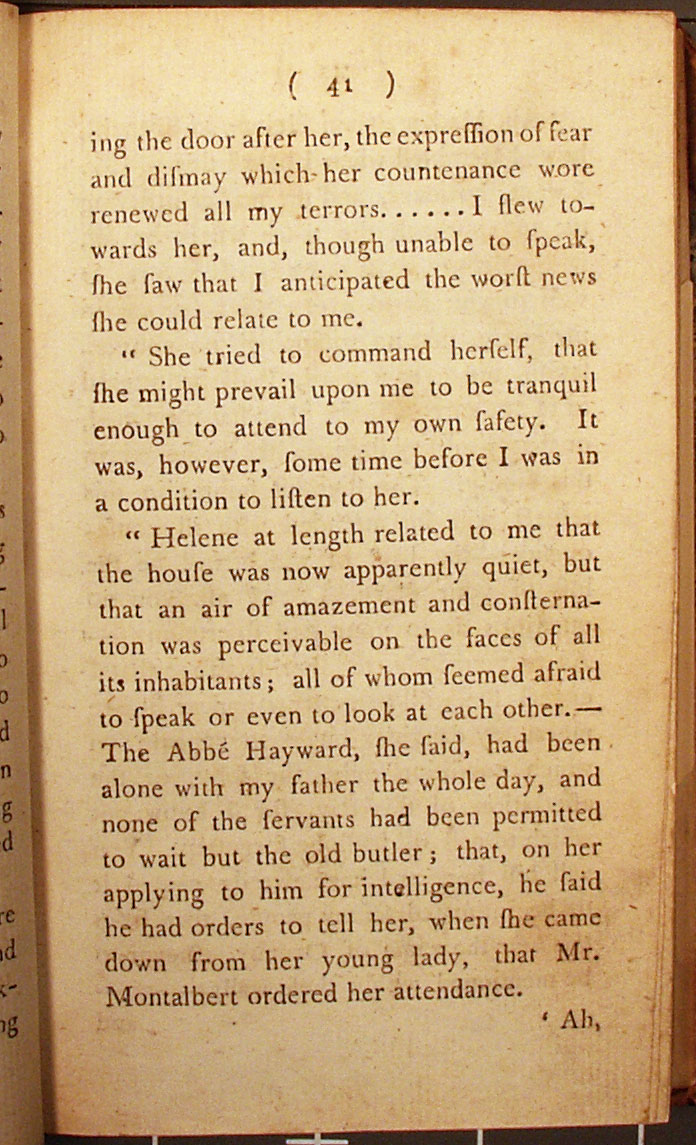 ( 41 )
ing the door after her, the expreſſion of fear
and diſmay which her countenance wore
renewed all my terrors......I flew to-
wards her, and, though unable to ſpeak,
ſhe ſaw that I anticipated the worſt news
ſhe could relate to me.
“ She tried to command herſelf, that
ſhe might prevail upon me to be tranquil
enough to attend to my own ſafety. It
was, however, ſome time before I was in
a condition to liſten to her.
“ Helene at length related to me that
the houſe was now apparently quiet, but
that an air of amazement and conſterna-
tion was perceivable on the faces of all
its inhabitants; all of whom ſeemed afraid
to ſpeak or even to look at each other.—
The Abbé Hayward, ſhe ſaid, had been
alone with my father the whole day, and
none of the ſervants had been permitted
to wait but the old butler; that, on her
applying to him for intelligence, he ſaid
he had orders to tell her, when ſhe came
down from her young lady, that Mr.
Montalbert ordered her attendance.
‘ Ah,